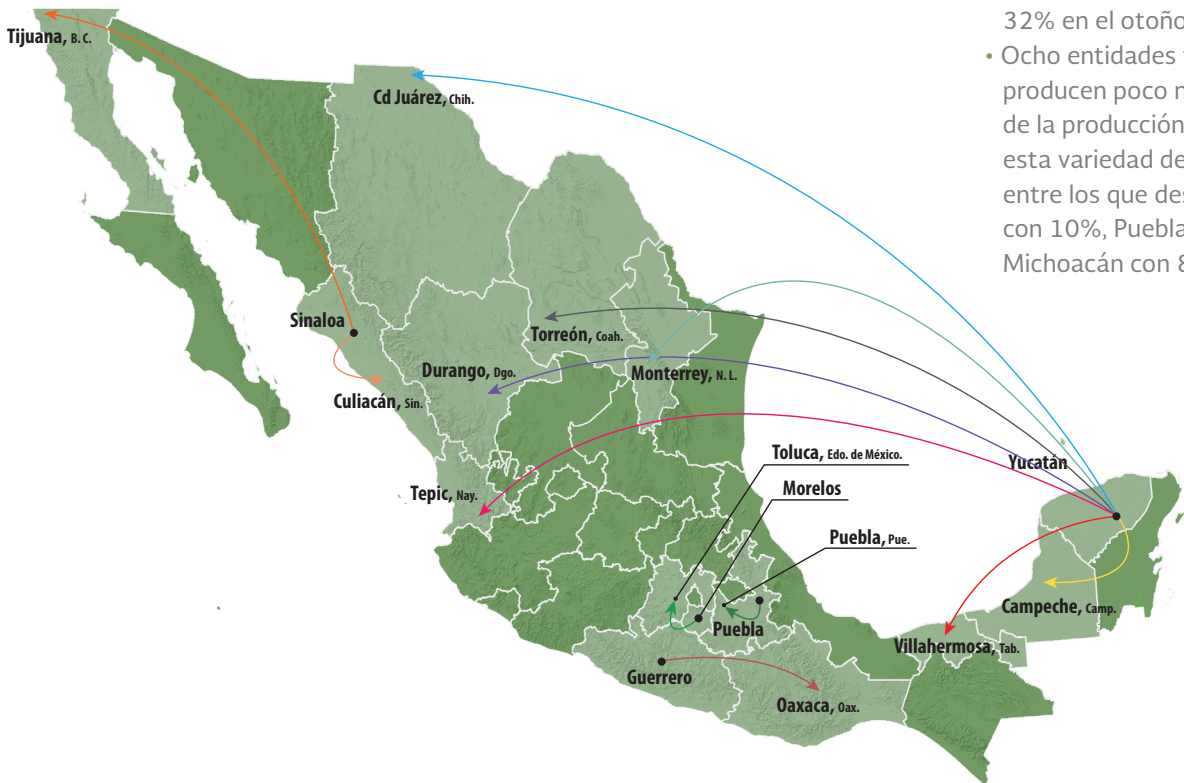 32% en el otoño
• Ocho entidades
producen poco
de la producción
esta variedad de
entre los que
con 10%, Puebla
Michoacán con
Tijuana, B. C.
Cd Juárez, Chih.
Sinaloa
Torreón, Coah.
Durango, Dgo.
Monterrey, N. L.
Culiacán, Sin.
Toluca, Edo. de México.
Yucatán
Tepic, Nay.
Morelos
Puebla, Pue.
Campeche, Camp.
Puebla
Villahermosa, Tab.
Guerrero
Oaxaca, Oax.